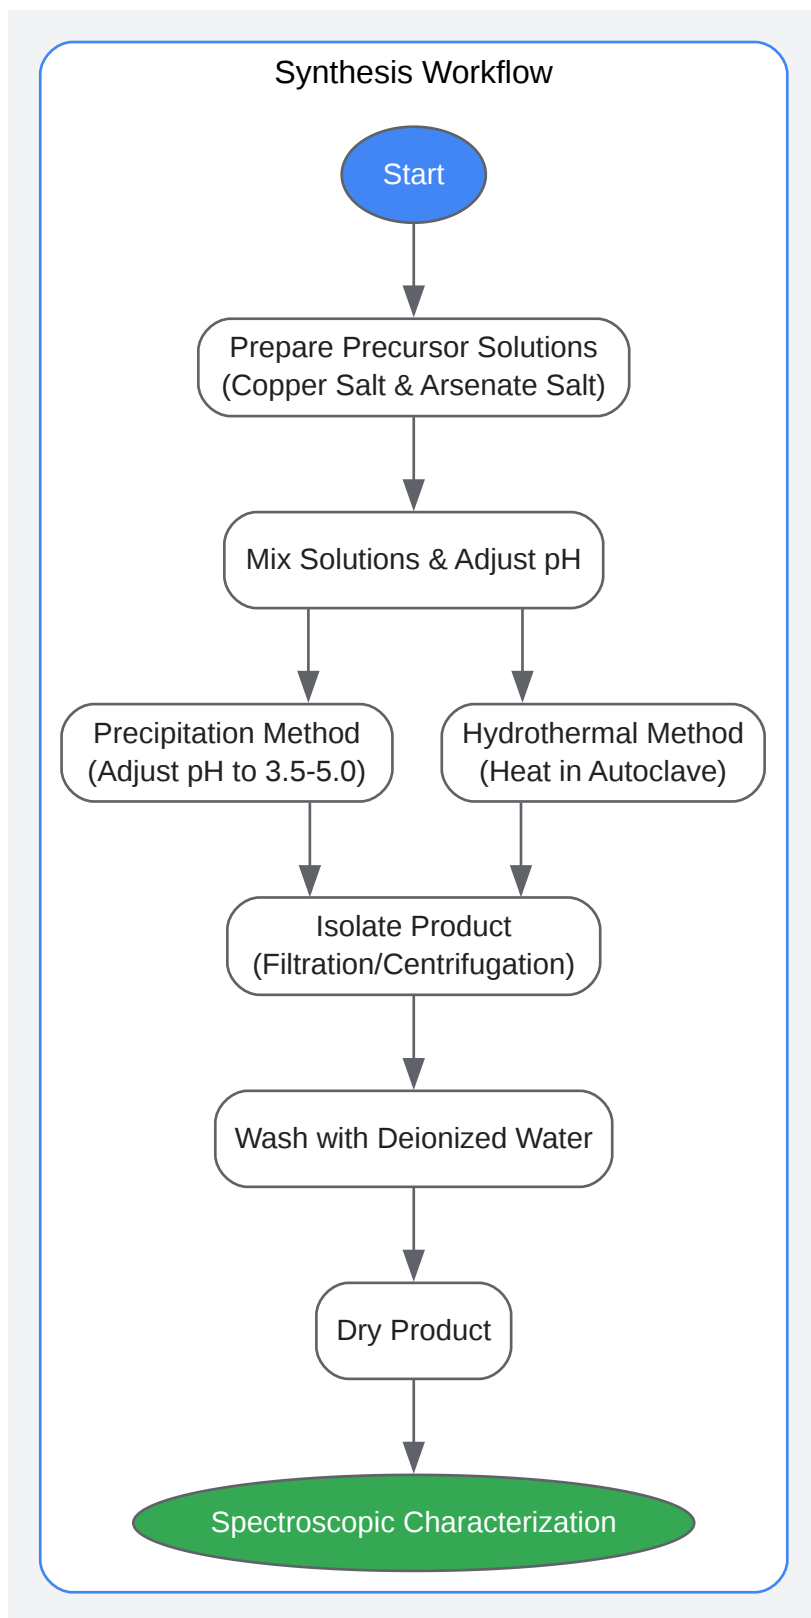 Synthesis Workflow
Start
Prepare Precursor Solutions
(Copper Salt & Arsenate Salt)
Mix Solutions & Adjust pH
Precipitation Method
(Adjust pH to 3.5-5.0)
Hydrothermal Method
(Heat in Autoclave)
Isolate Product
(Filtration/Centrifugation)
Wash with Deionized Water
Dry Product
Spectroscopic Characterization